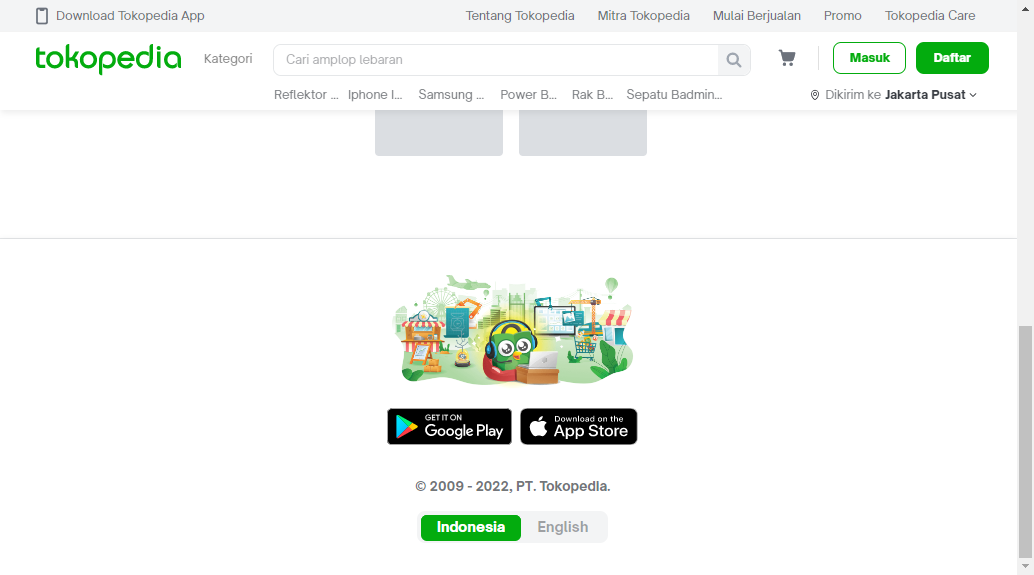 Download Tokopedia App
Tentang Tokopedia Mitra Tokopedia Mulai Berjualan Promo Tokopedia Care
tokopedia Kategori Cari amplop lebaran Masuk Daftar
Reflektor ... Iphone I... Samsung ... Power B... Rak B... Sepatu Badmin... Dikirim ke Jakarta Pusat
GET IT ON
Google Play
Download on the
App Store
© 2009 - 2022, PT. Tokopedia.
Indonesia English